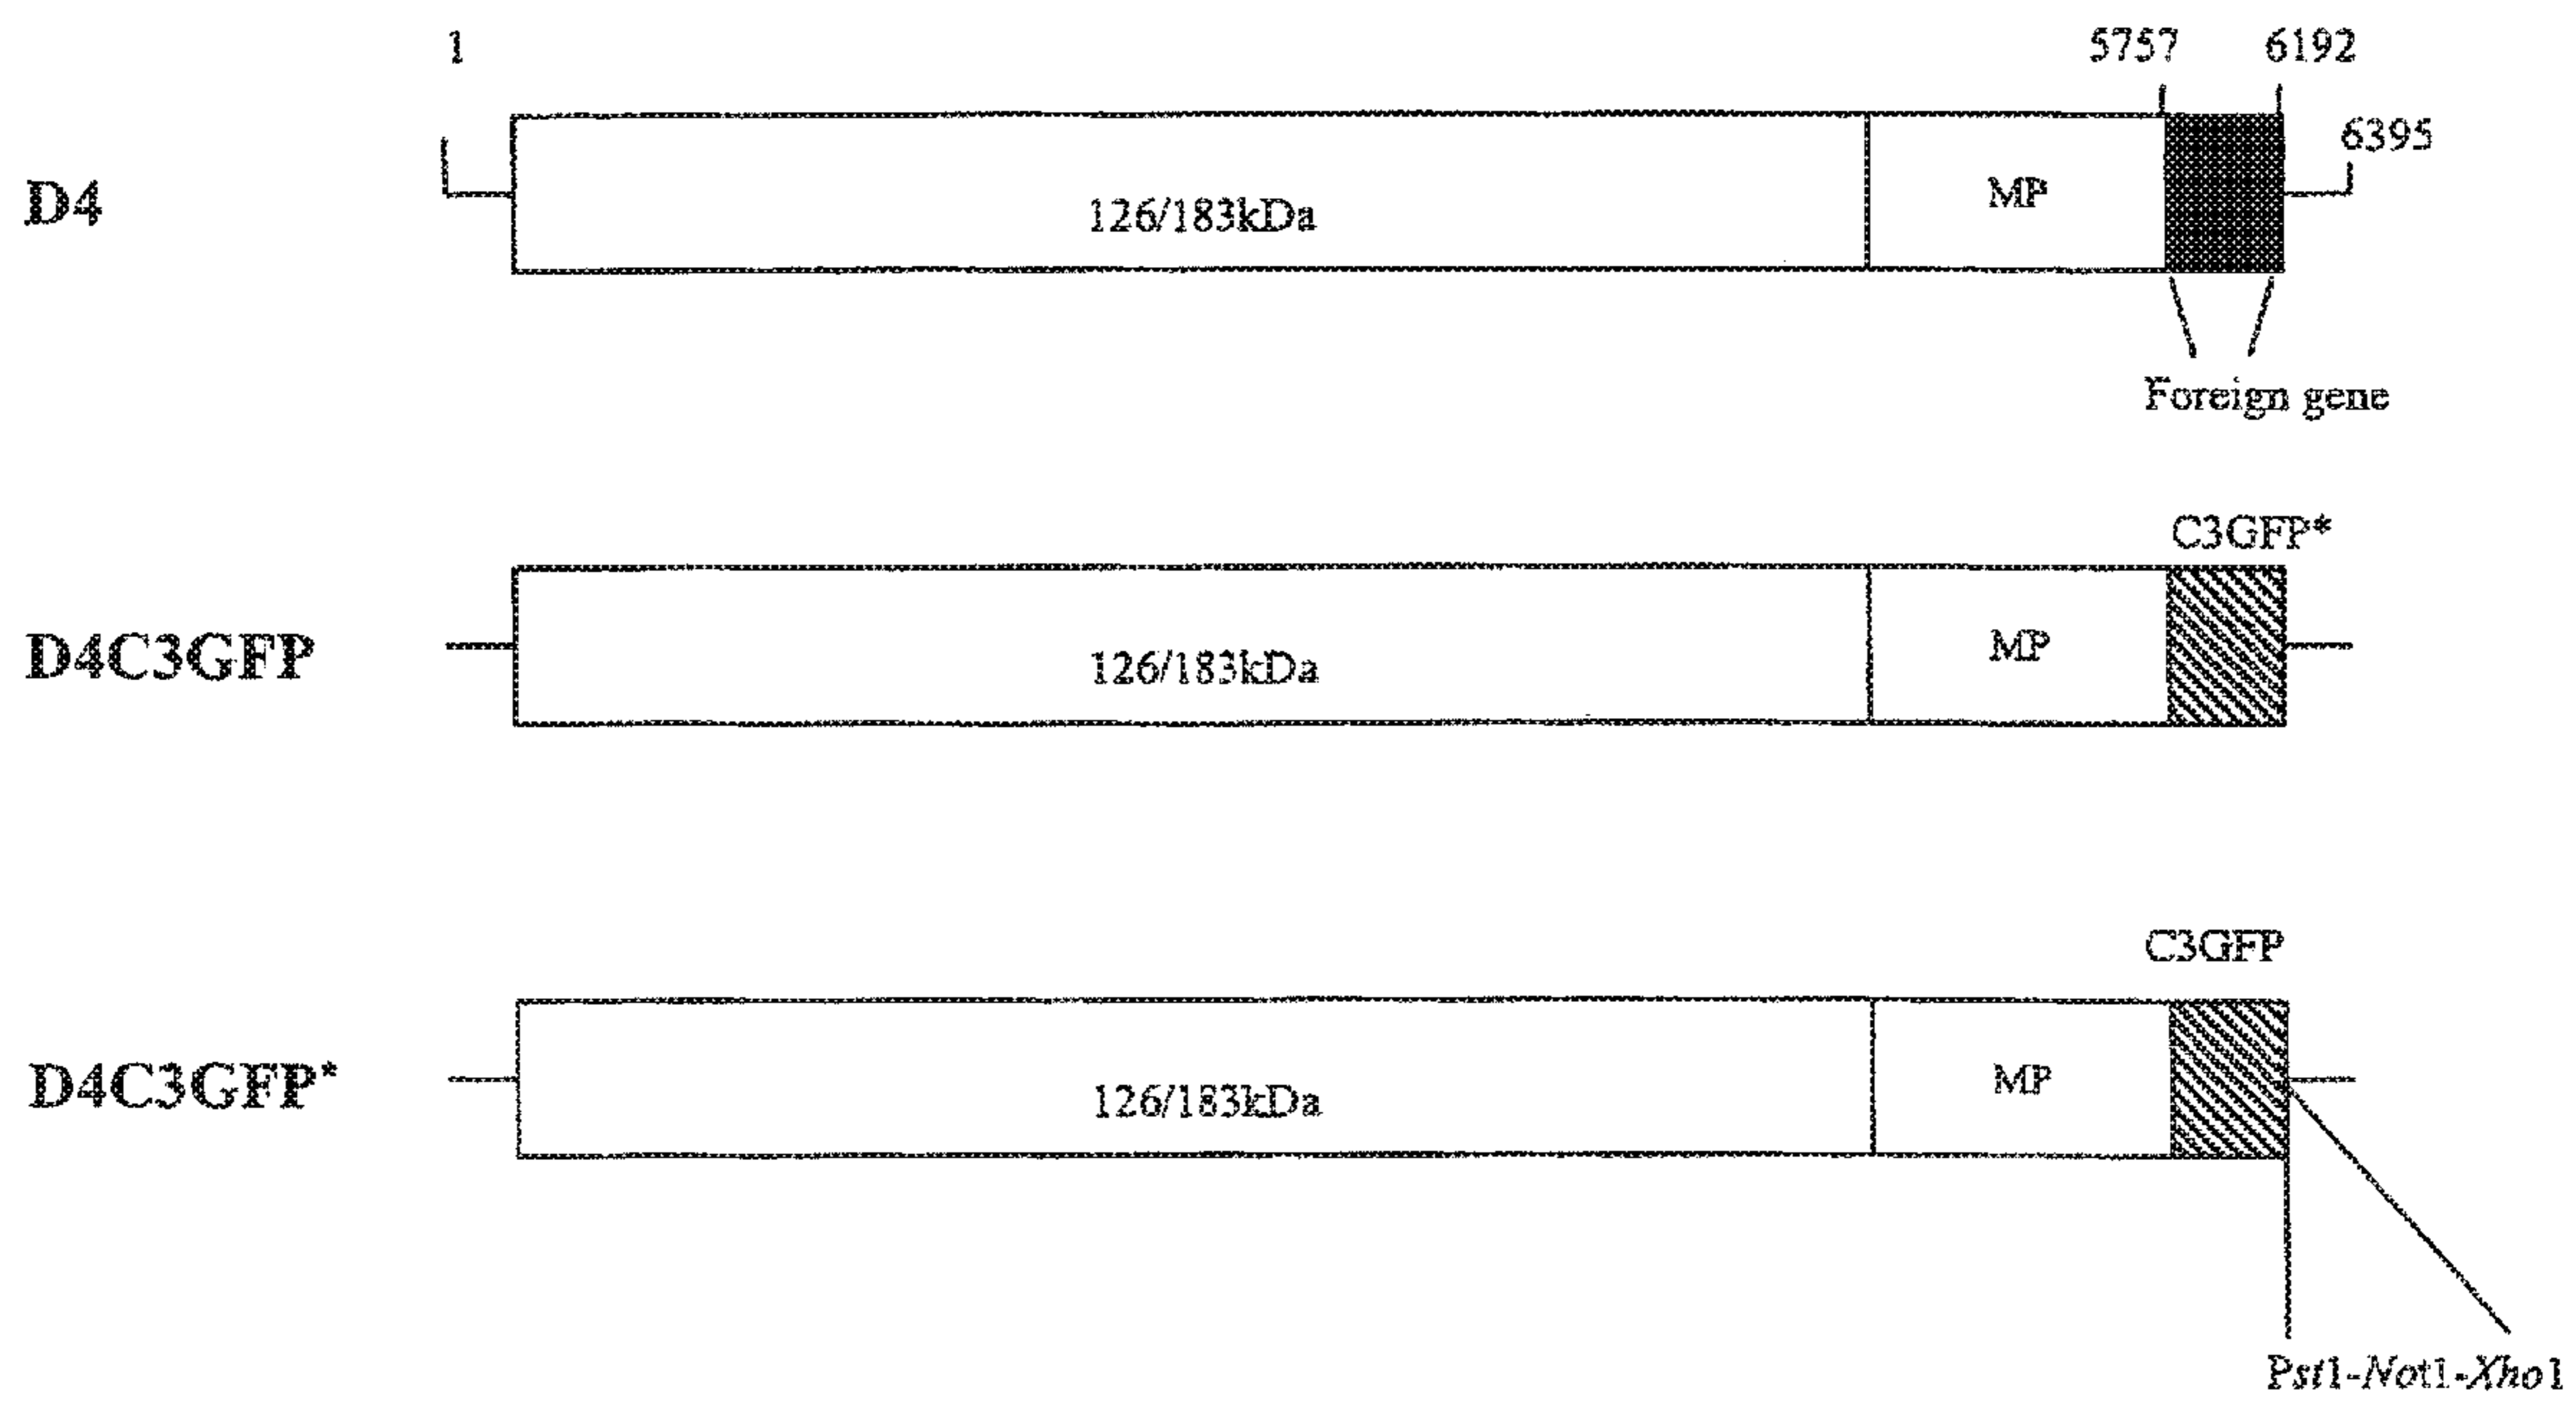 1 5757 6192
6395
D4 126/183kDa MP
Foreign gene
C3GFP*
D4C3GFP 126/183kDa MP
C3GFP
D4C3GFP* 126/183kDa MP
Pst1-Not1-Xho1